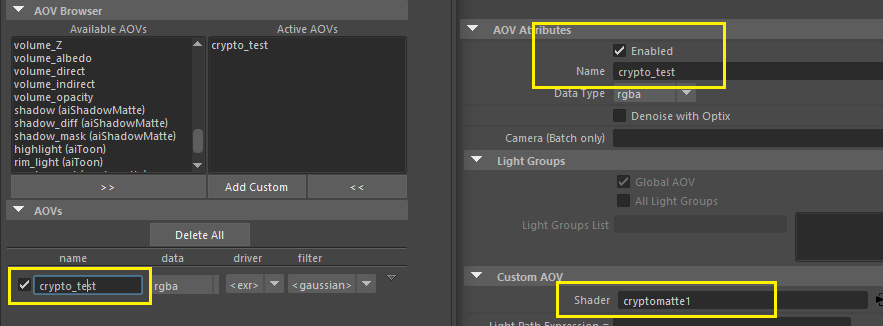 AOV Browser
Available AOVs
Active AOVs
volume_Z
volume_albedo
volume_direct
volume_indirect
volume_opacity
shadow (aiShadowMatte)
shadow_diff (aiShadowMatte)
shadow_mask (aiShadowMatte)
highlight (aiToon)
rim_light (aiToon)
crypto_test
>>
Add Custom
<<
AOVs
Delete All
name data driver filter
crypto_test rgba <exr> <gaussian>
AOV Attributes
Enabled
Name crypto_test
Data Type rgba
Denoise with Optix
Camera (Batch only)
Light Groups
Global AOV
All Light Groups
Light Groups List
Custom AOV
Shader cryptomatte1
Light Path Expression =